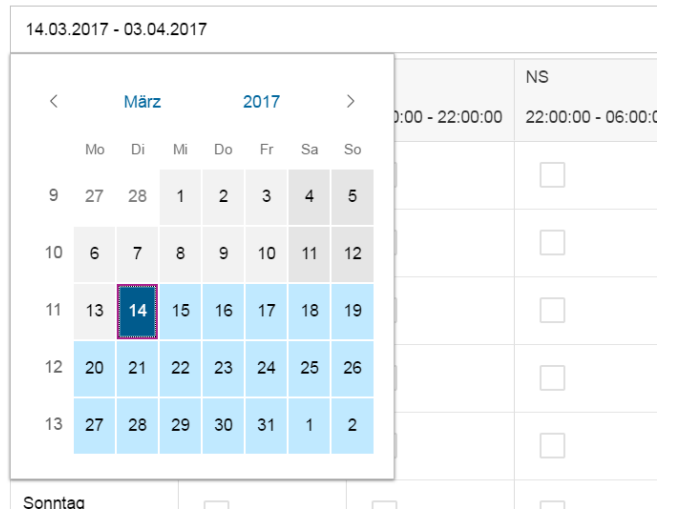 14.03.2017 - 03.04.2017
NS
März 2017
:00 - 22:00:00
22:00:00 - 06:00:
Mo Di Mi Do Fr Sa So
9 27 28 1 2 3 4 5
10 6 7 8 9 10 11 12
11 13 14 15 16 17 18 19
12 20 21 22 23 24 25 26
13 27 28 29 30 31 1 2
Sonntag